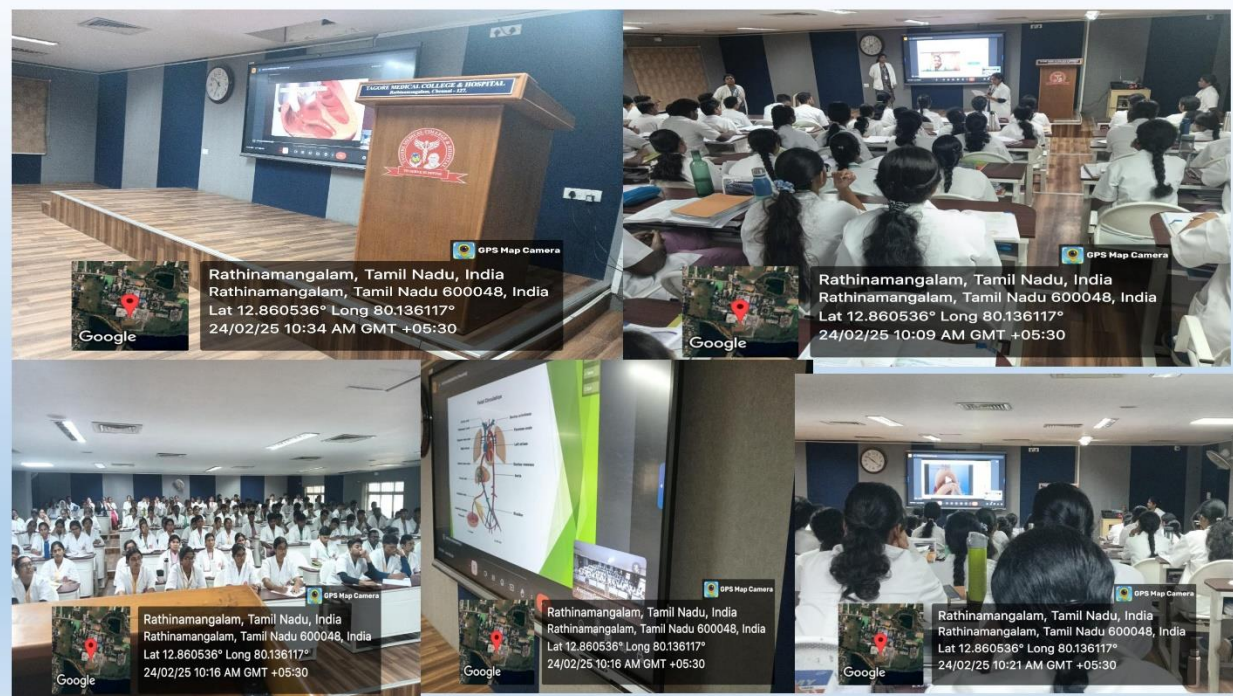 TAGORE MEDICAL COLLEGE & HOSPITAL
Rathinamangalam, Chennai - 127.
GPS Map Camera
Rathinamangalam, Tamil Nadu, India
Rathinamangalam, Tamil Nadu 600048, India
Lat 12.860536° Long 80.136117°
24/02/25 10:34 AM GMT +05:30
Google
GPS Map Camera
Rathinamangalam, Tamil Nadu, India
Rathinamangalam, Tamil Nadu 600048, India
Lat 12.860536° Long 80.136117°
24/02/25 10:09 AM GMT +05:30
Google
GPS Map Camera
Rathinamangalam, Tamil Nadu, India
Rathinamangalam, Tamil Nadu 600048, India
Lat 12.860536° Long 80.136117°
24/02/25 10:16 AM GMT +05:30
Google
Fetal Circulation
GPS Map Camera
Rathinamangalam, Tamil Nadu, India
Rathinamangalam, Tamil Nadu 600048, India
Lat 12.860536° Long 80.136117°
24/02/25 10:16 AM GMT +05:30
Google
GPS Map Camera
Rathinamangalam, Tamil Nadu, India
Rathinamangalam, Tamil Nadu 600048, India
Lat 12.860536° Long 80.136117°
24/02/25 10:21 AM GMT +05:30
Google